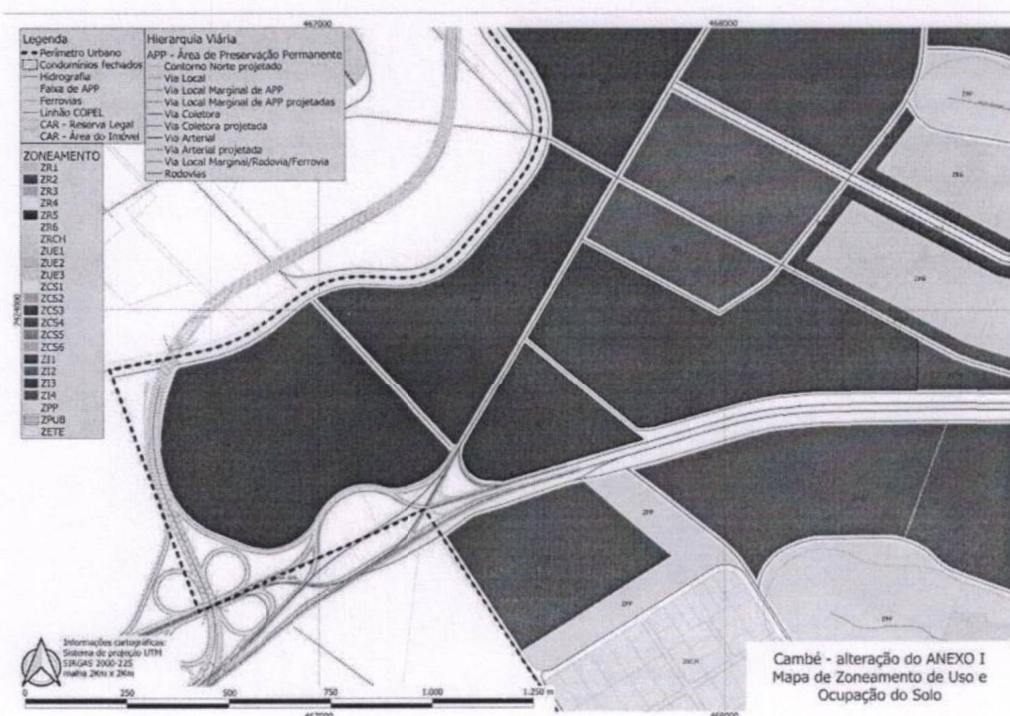 467000
468000
Legenda
Perímetro Urbano
Condomínios fechados
Hidrografia
Faixa de APP
Ferrovias
Linhão COPEL
CAR - Reserva Legal
CAR - Área do Imóvel
Hierarquia Viária
APP - Área de Preservação Permanente
Contorno Norte projetado
Via Local
Via Local Marginal de APP
Via Local Marginal de APP projetadas
Via Coletora
Via Coletora projetada
Via Arterial
Via Arterial projetada
Via Local Marginal/Rodovia/Ferrovia
Rodovias
ZONEAMENTO
ZR1
ZR2
ZR3
ZR4
ZR5
ZR6
ZRCH
ZUE1
ZUE2
ZUE3
ZCS1
ZCS2
ZCS3
ZCS4
ZCS5
ZCS6
ZI1
ZI2
ZI3
ZI4
ZPP
ZPUB
ZETE
7424000
ZPP
ZR6
ZR6
ZPP
ZPP
ZPP
ZRCH
Informações cartográficas:
Sistema de projeção UTM
SIRGAS 2000-22S
malha 2Km x 2Km
0 250 500 750 1.000 1.250 m
467000
468000
Cambé - alteração do ANEXO I
Mapa de Zoneamento de Uso e
Ocupação do Solo